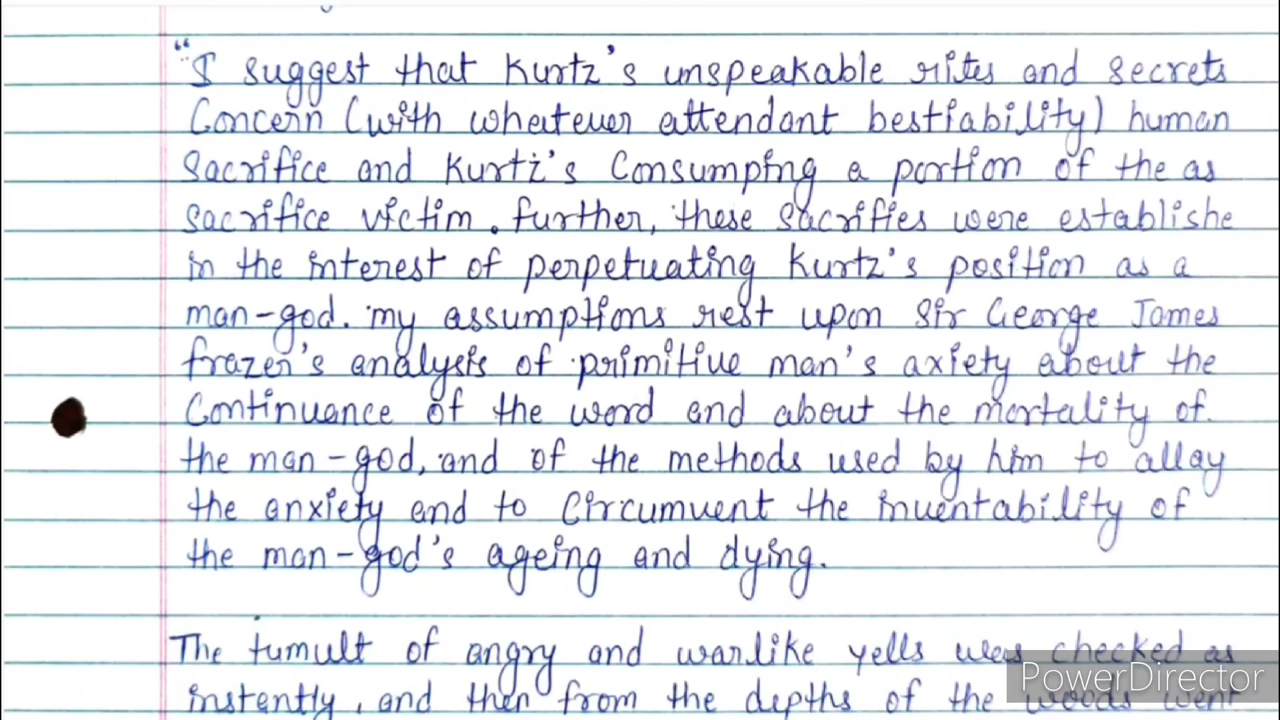 "I suggest that Kurtz's unspeakable rites and secrets
Concern (with whatever attendant bestiability) human
Sacrifice and Kurtz's Consumping a portion of the as
sacrifice victim. further, these sacrifies were establishe
in the interest of perpetuating Kurtz's position as a
man-god. my assumptions rest upon Sir George James
frazer's analysis of primitive man's axiety about the
Continuance of the word and about the mortality of
the man-god, and of the methods used by him to allay
the anxiety and to Circumvent the inventability of
the man-god's ageing and dying.
The tumult of angry and warlike yells was checked as
instently, and then from the depths of the woods went
PowerDirector